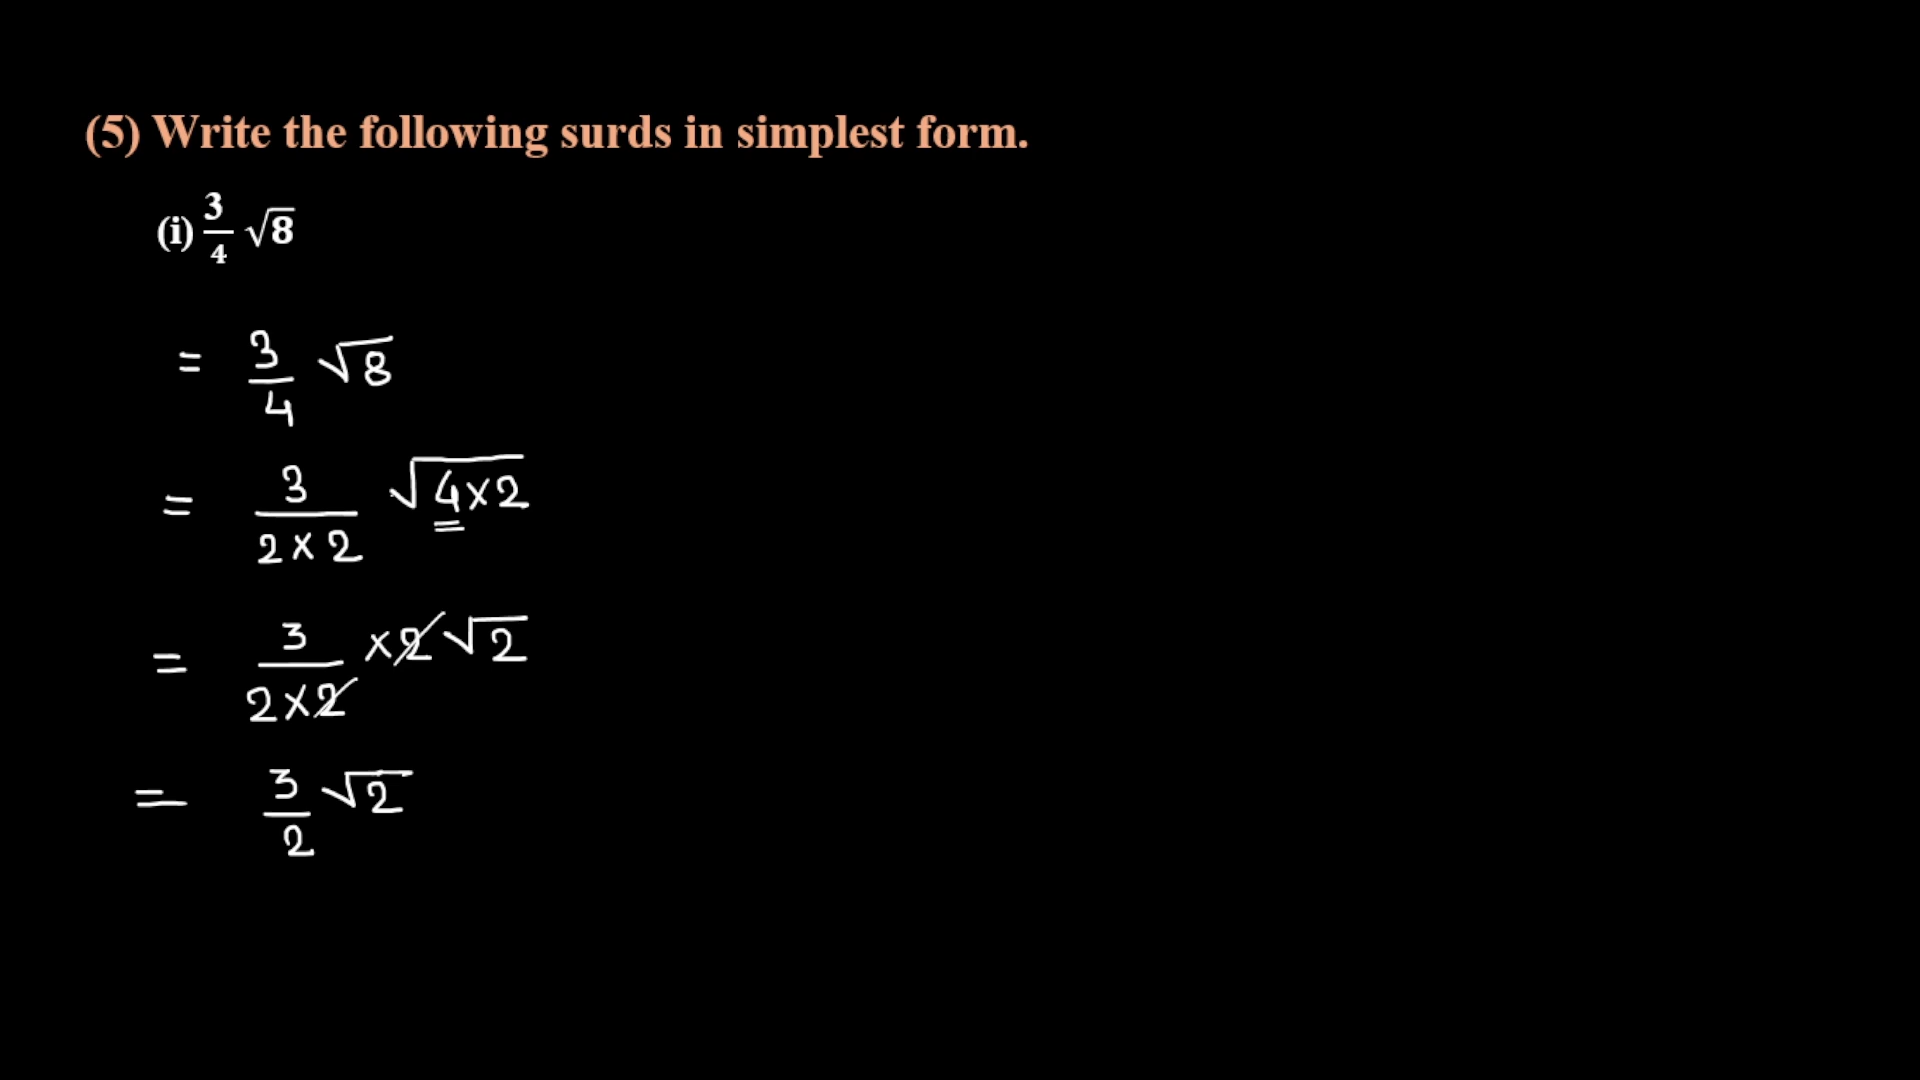 (5) Write the following surds in simplest form.
(i) 3/4 √8
= 3/4 √8
= 3/(2×2) √(4×2)
= 3/(2×2) ×2√2
= 3/2 √2